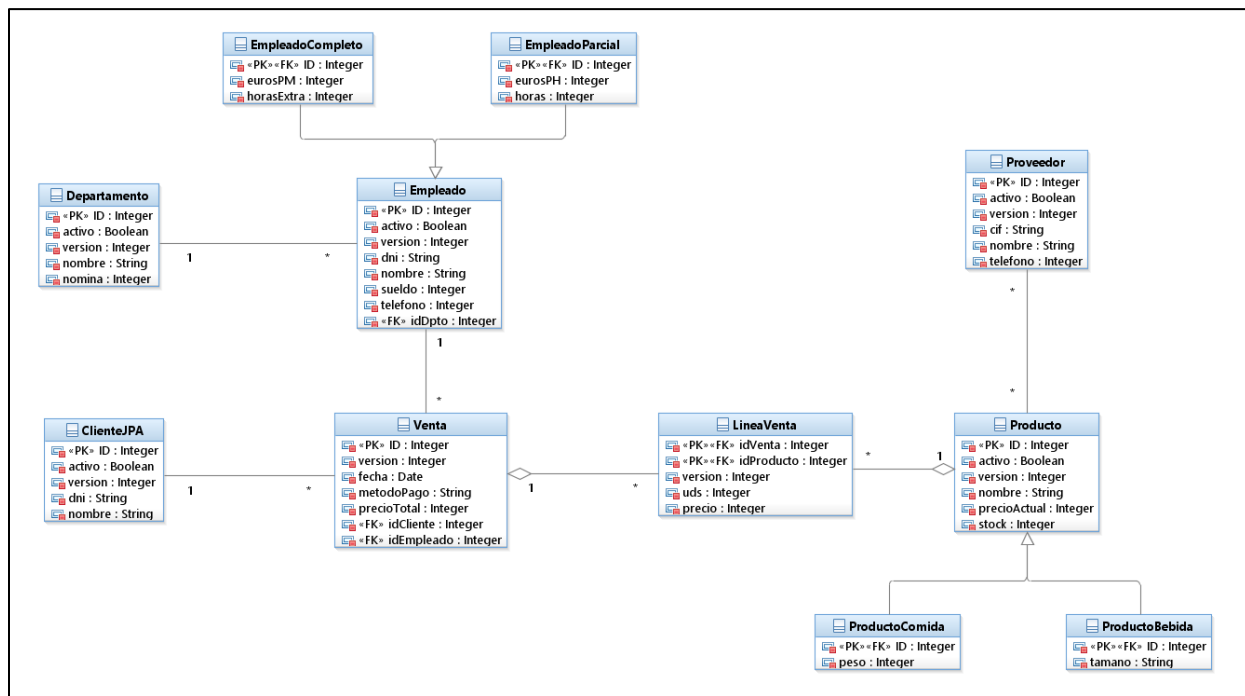 EmpleadoCompleto
«PK»«FK» ID : Integer
eurosPM : Integer
horasExtra : Integer
EmpleadoParcial
«PK»«FK» ID : Integer
eurosPH : Integer
horas : Integer
Departamento
«PK» ID : Integer
activo : Boolean
version : Integer
nombre : String
nomina : Integer
1
*
Empleado
«PK» ID : Integer
activo : Boolean
version : Integer
dni : String
nombre : String
sueldo : Integer
telefono : Integer
«FK» idDpto : Integer
1
*
Proveedor
«PK» ID : Integer
activo : Boolean
version : Integer
cif : String
nombre : String
telefono : Integer
*
*
ClienteJPA
«PK» ID : Integer
activo : Boolean
version : Integer
dni : String
nombre : String
1
*
Venta
«PK» ID : Integer
version : Integer
fecha : Date
metodoPago : String
precioTotal : Integer
«FK» idCliente : Integer
«FK» idEmpleado : Integer
1
*
LineaVenta
«PK»«FK» idVenta : Integer
«PK»«FK» idProducto : Integer
version : Integer
uds : Integer
precio : Integer
*
1
Producto
«PK» ID : Integer
activo : Boolean
version : Integer
nombre : String
precioActual : Integer
stock : Integer
ProductoComida
«PK»«FK» ID : Integer
peso : Integer
ProductoBebida
«PK»«FK» ID : Integer
tamano : String